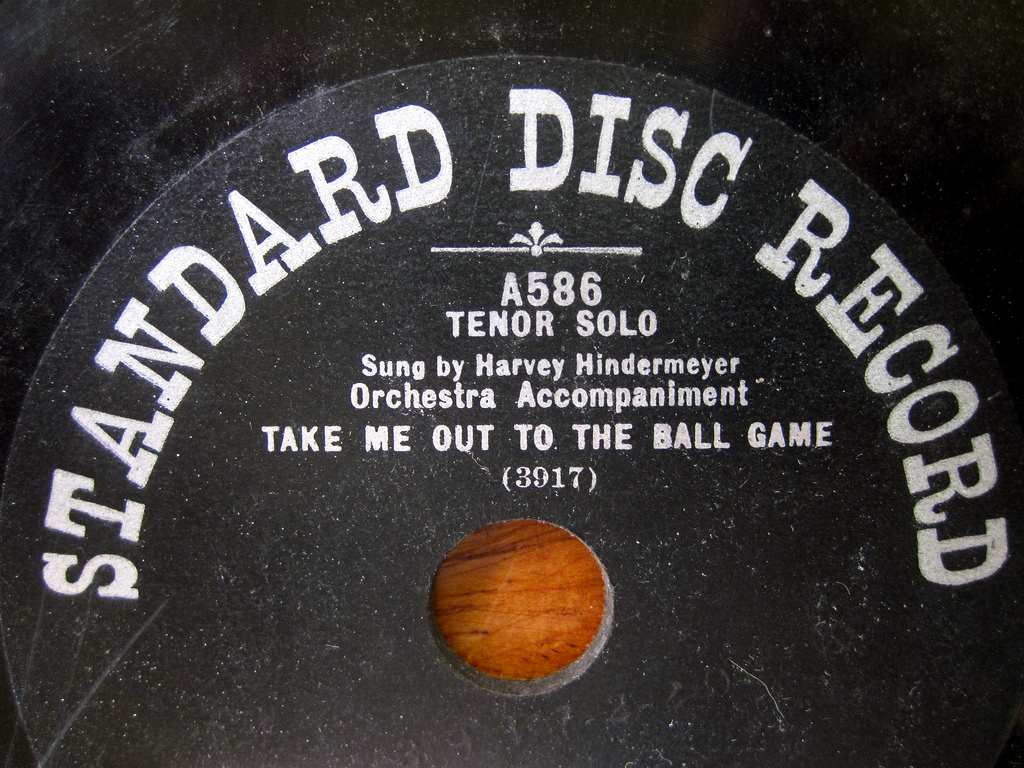 STANDARD DISC RECORD
A586
TENOR SOLO
Sung by Harvey Hindermeyer
Orchestra Accompaniment
TAKE ME OUT TO THE BALL GAME
(3917)